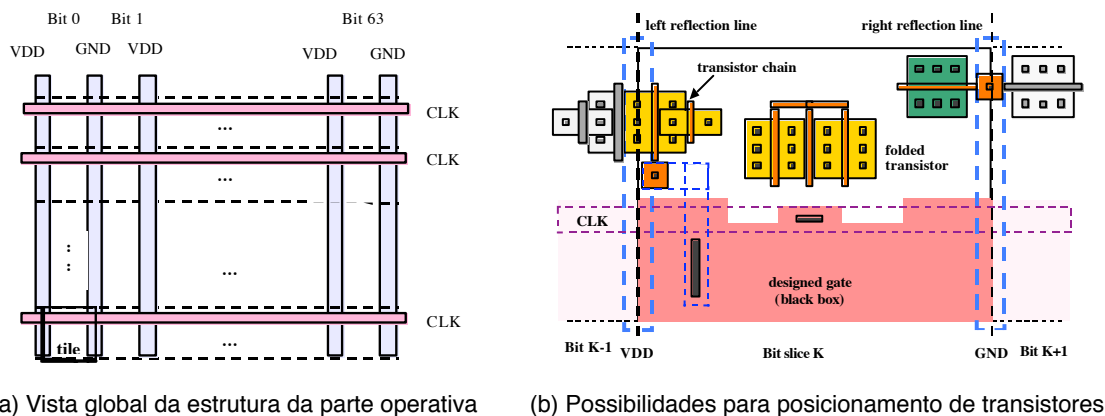 Bit 0 Bit 1 Bit 63
VDD GND VDD VDD GND
CLK
...
CLK
...
:
:
...
CLK
...
tile
a) Vista global da estrutura da parte operativa
left reflection line right reflection line
transistor chain
folded
transistor
CLK
designed gate
(black box)
Bit K-1 VDD Bit slice K GND Bit K+1
(b) Possibilidades para posicionamento de transistores